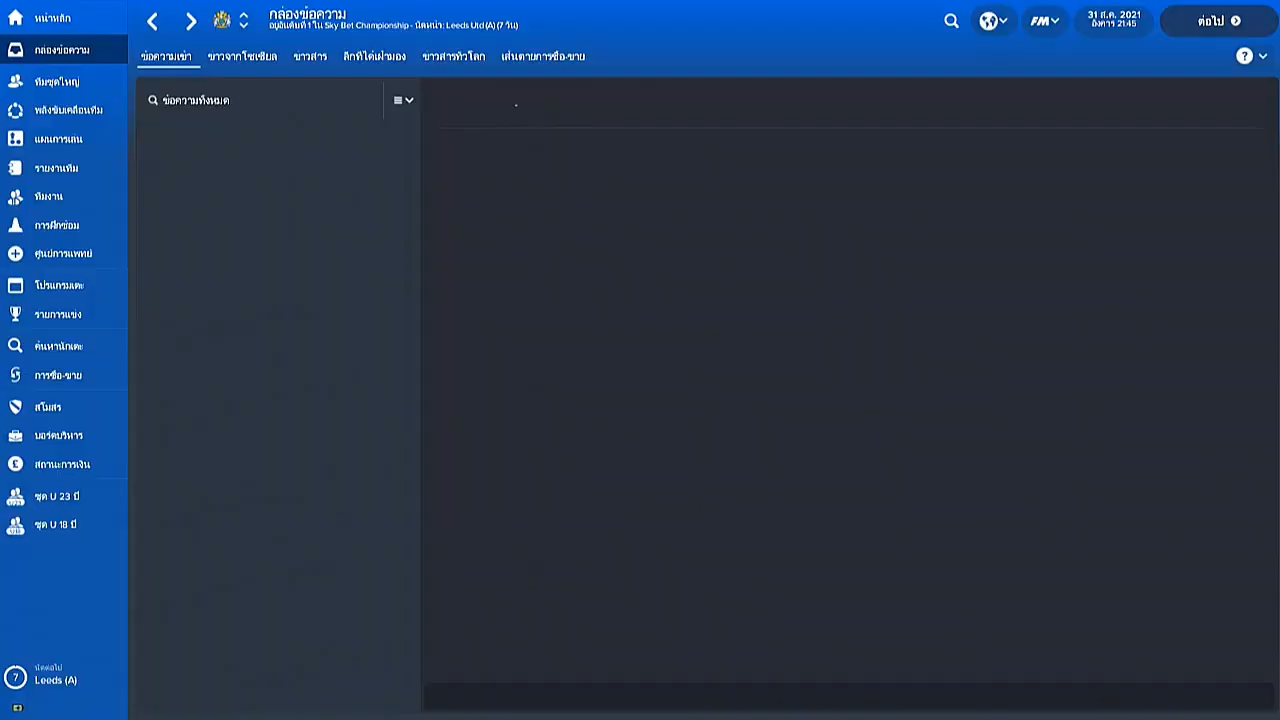 หน้าหลัก
กล่องข้อความ
ทีมชุดใหญ่
พลังขับเคลื่อนทีม
แผนการเล่น
รายงานทีม
ทีมงาน
การฝึกซ้อม
ศูนย์การแพทย์
โปรแกรมเตะ
รายการแข่ง
ค้นหานักเตะ
การซื้อ-ขาย
สโมสร
บอร์ดบริหาร
สถานะการเงิน
ชุด U 23 ปี
ชุด U 18 ปี
นัดต่อไป
7
Leeds (A)
กล่องข้อความ
อยู่อันดับที่ 1 ใน Sky Bet Championship - นัดหน้า: Leeds Utd (A) (7 วัน)
FM
31 ส.ค. 2021
อังคาร 21:45
ต่อไป
ข้อความเข้า
ข่าวจากโซเชียล
ข่าวสาร
ลีกที่ได้เฝ้ามอง
ข่าวสารทั่วโลก
เส้นตายการซื้อ-ขาย
?
ข้อความทั้งหมด